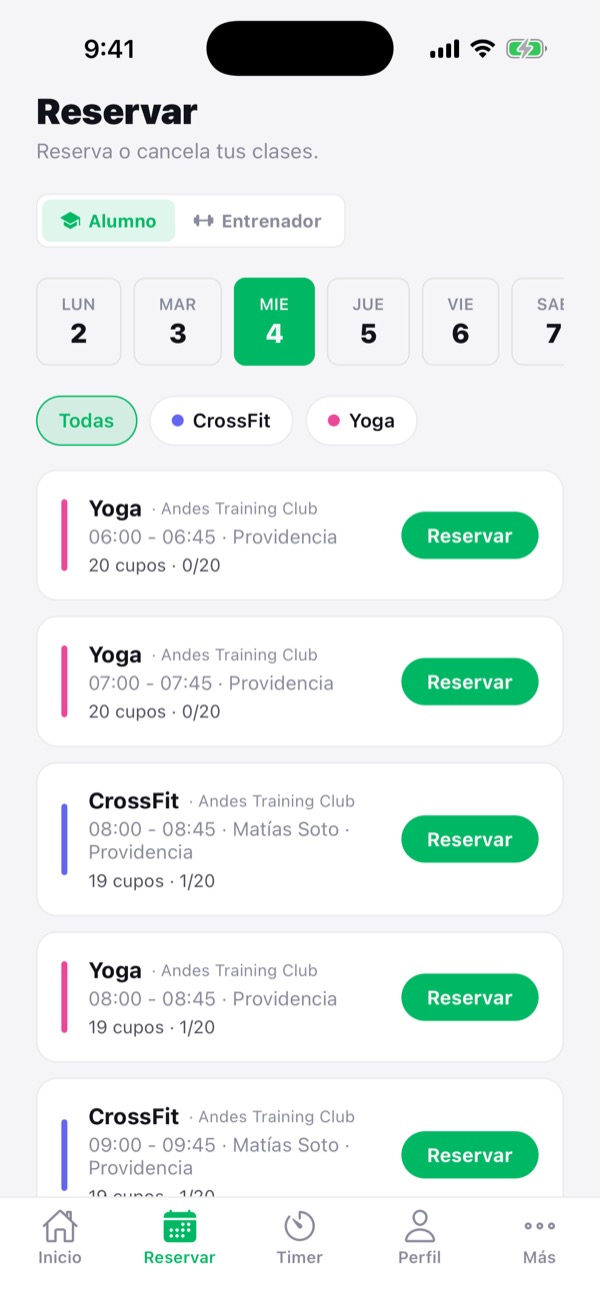 9:41
Reservar
Reserva o cancela tus clases.
Alumno
Entrenador
LUN
2
MAR
3
MIE
4
JUE
5
VIE
6
7
Todas
CrossFit
Yoga
Yoga · Andes Training Club
06:00 - 06:45 · Providencia
20 cupos · 0/20
Reservar
Yoga · Andes Training Club
07:00 - 07:45 · Providencia
20 cupos · 0/20
Reservar
CrossFit · Andes Training Club
08:00 - 08:45 · Matías Soto ·
Providencia
19 cupos · 1/20
Reservar
Yoga · Andes Training Club
08:00 - 08:45 · Providencia
19 cupos · 1/20
Reservar
CrossFit · Andes Training Club
09:00 - 09:45 · Matías Soto ·
Providencia
19 cupos · 1/20
Reservar
Inicio
Reservar
Timer
Perfil
Más